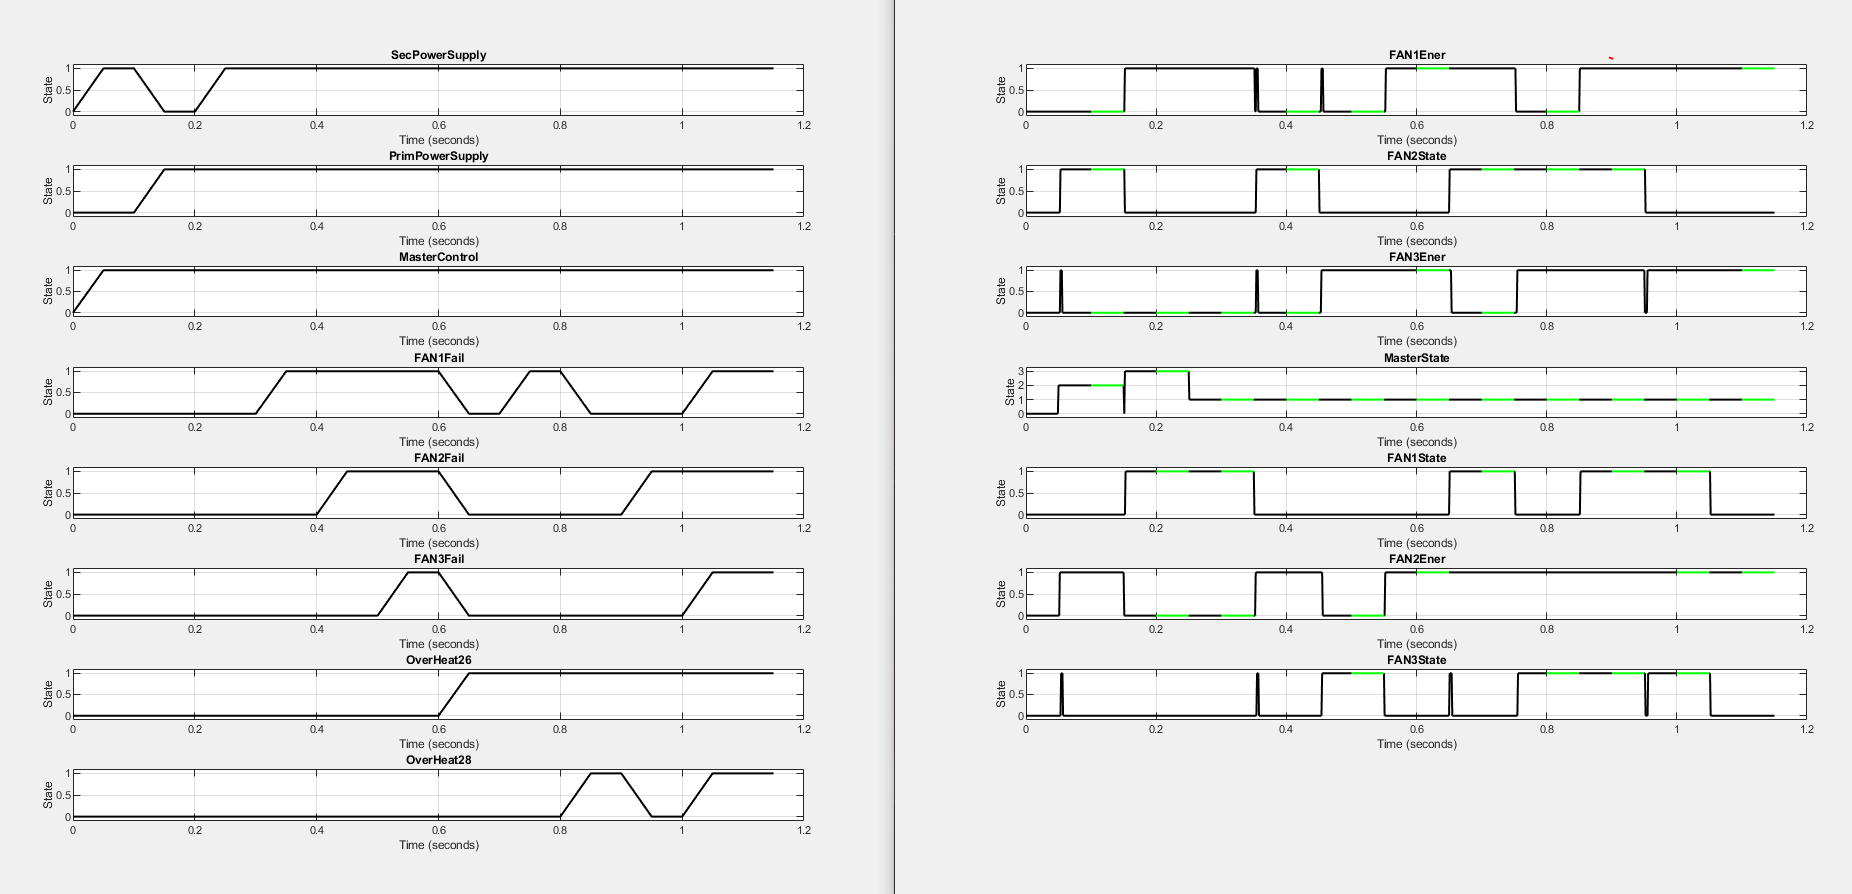 SecPowerSupply
State
1
0.5
0
0 0.2 0.4 0.6 0.8 1 1.2
Time (seconds)
PrimPowerSupply
State
1
0.5
0
0 0.2 0.4 0.6 0.8 1 1.2
Time (seconds)
MasterControl
State
1
0.5
0
0 0.2 0.4 0.6 0.8 1 1.2
Time (seconds)
FAN1Fail
State
1
0.5
0
0 0.2 0.4 0.6 0.8 1 1.2
Time (seconds)
FAN2Fail
State
1
0.5
0
0 0.2 0.4 0.6 0.8 1 1.2
Time (seconds)
FAN3Fail
State
1
0.5
0
0 0.2 0.4 0.6 0.8 1 1.2
Time (seconds)
OverHeat26
State
1
0.5
0
0 0.2 0.4 0.6 0.8 1 1.2
Time (seconds)
OverHeat28
State
1
0.5
0
0 0.2 0.4 0.6 0.8 1 1.2
Time (seconds)
FAN1Ener
State
1
0.5
0
0 0.2 0.4 0.6 0.8 1 1.2
Time (seconds)
FAN2State
State
1
0.5
0
0 0.2 0.4 0.6 0.8 1 1.2
Time (seconds)
FAN3Ener
State
1
0.5
0
0 0.2 0.4 0.6 0.8 1 1.2
Time (seconds)
MasterState
State
3
2
1
0
0 0.2 0.4 0.6 0.8 1 1.2
Time (seconds)
FAN1State
State
1
0.5
0
0 0.2 0.4 0.6 0.8 1 1.2
Time (seconds)
FAN2Ener
State
1
0.5
0
0 0.2 0.4 0.6 0.8 1 1.2
Time (seconds)
FAN3State
State
1
0.5
0
0 0.2 0.4 0.6 0.8 1 1.2
Time (seconds)